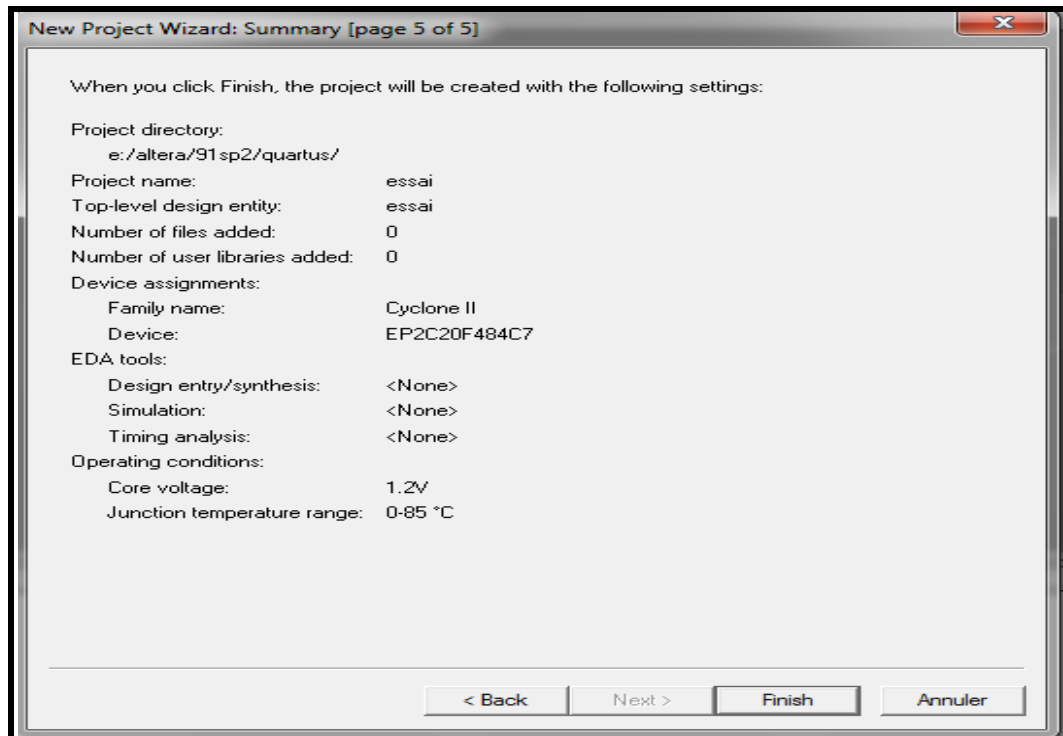 New Project Wizard: Summary [page 5 of 5]
When you click Finish, the project will be created with the following settings:
Project directory:
e:/altera/91sp2/quartus/
Project name: essai
Top-level design entity: essai
Number of files added: 0
Number of user libraries added: 0
Device assignments:
Family name: Cyclone II
Device: EP2C20F484C7
EDA tools:
Design entry/synthesis: <None>
Simulation: <None>
Timing analysis: <None>
Operating conditions:
Core voltage: 1.2V
Junction temperature range: 0-85 °C
< Back Next > Finish Annuler